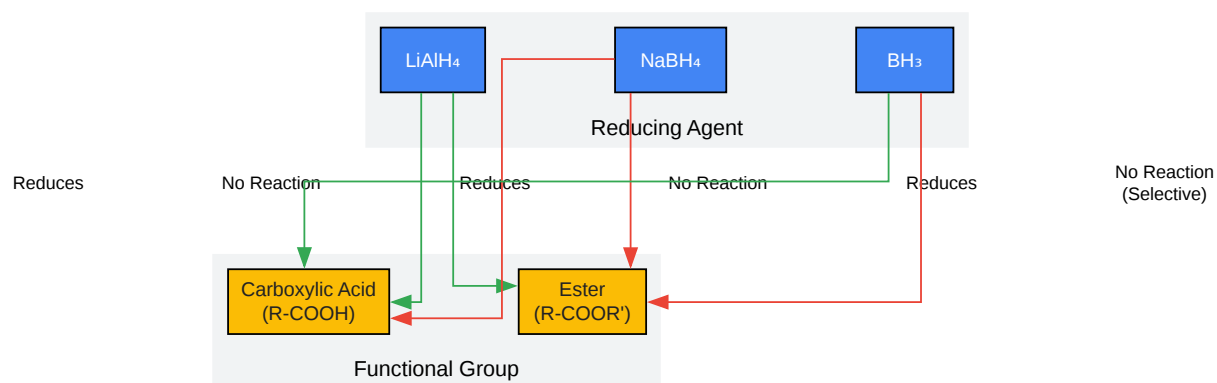 LiAlH₄
NaBH₄
BH₃
Reducing Agent
Reduces
No Reaction
Reduces
No Reaction
Reduces
No Reaction
(Selective)
Carboxylic Acid
(R-COOH)
Ester
(R-COOR')
Functional Group